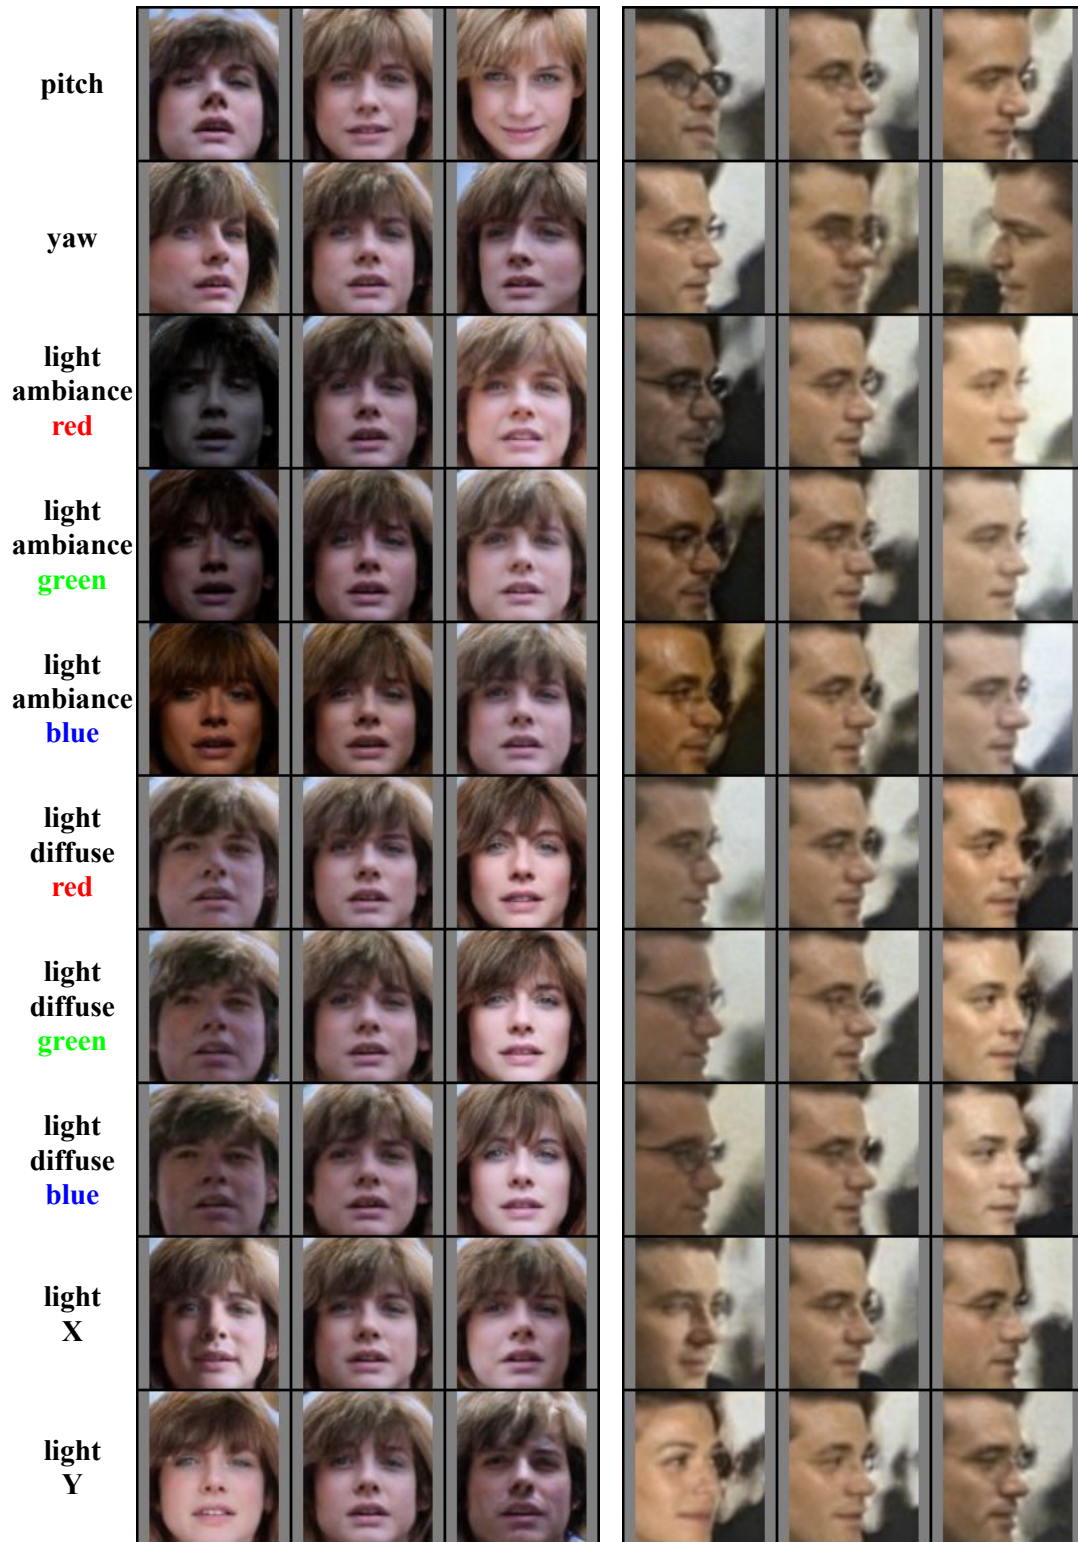 pitch
yaw
light
ambiance
red
light
ambiance
green
light
ambiance
blue
light
diffuse
red
light
diffuse
green
light
diffuse
blue
light
X
light
Y